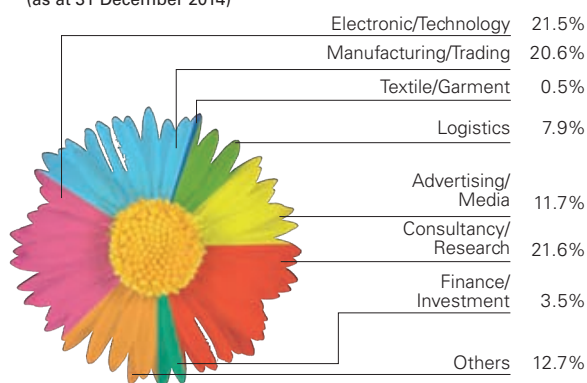 (as at 31 December 2014)
Electronic/Technology 21.5%
Manufacturing/Trading 20.6%
Textile/Garment 0.5%
Logistics 7.9%
Advertising/
Media 11.7%
Consultancy/
Research 21.6%
Finance/
Investment 3.5%
Others 12.7%